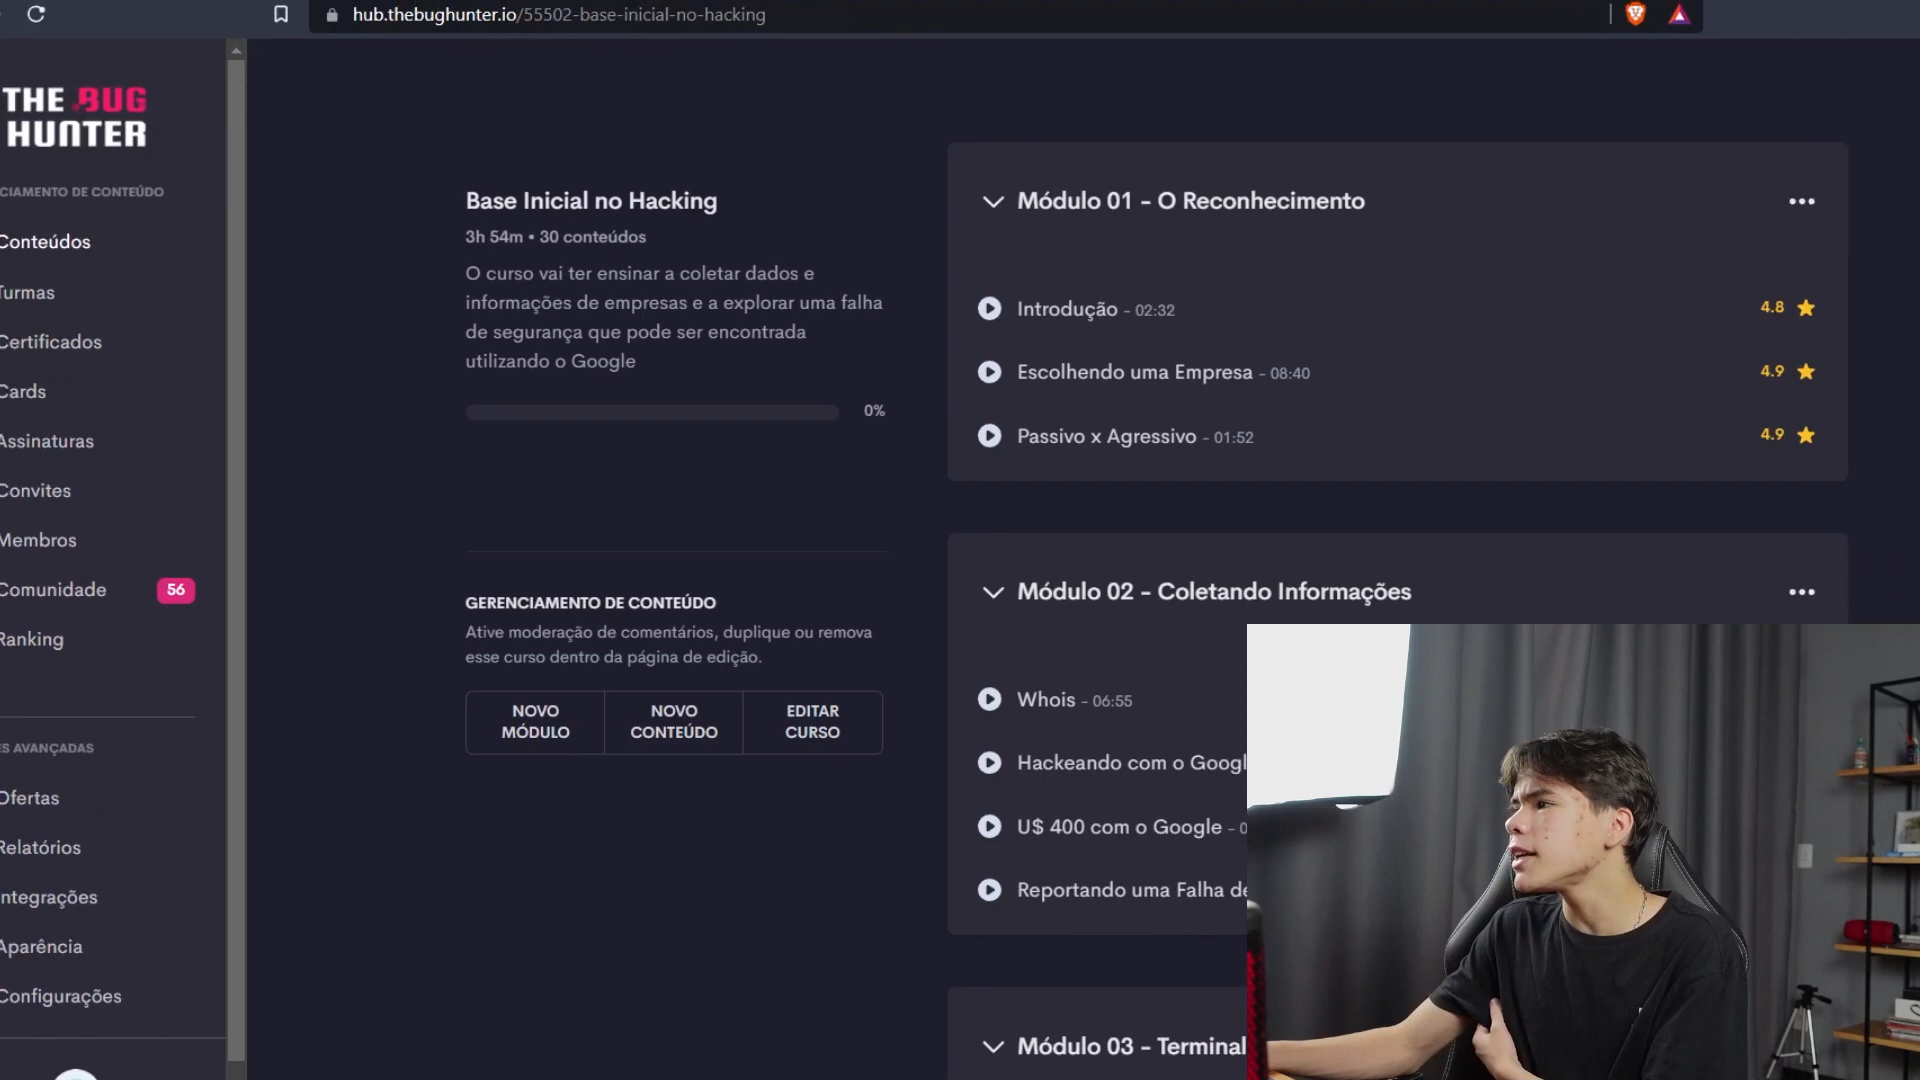 hub.thebughunter.io/55502-base-inicial-no-hacking
THE BUG
HUNTER
CIAMENTO DE CONTEÚDO
Conteúdos
Turmas
Certificados
Cards
Assinaturas
Convites
Membros
Comunidade 56
Ranking
ES AVANÇADAS
Ofertas
Relatórios
Integrações
Aparência
Configurações
Base Inicial no Hacking
3h 54m • 30 conteúdos
O curso vai ter ensinar a coletar dados e
informações de empresas e a explorar uma falha
de segurança que pode ser encontrada
utilizando o Google
0%
GERENCIAMENTO DE CONTEÚDO
Ative moderação de comentários, duplique ou remova
esse curso dentro da página de edição.
NOVO
MÓDULO
NOVO
CONTEÚDO
EDITAR
CURSO
Módulo 01 - O Reconhecimento
Introdução - 02:32 4.8
Escolhendo uma Empresa - 08:40 4.9
Passivo x Agressivo - 01:52 4.9
Módulo 02 - Coletando Informações
Whois - 06:55
Hackeando com o Googl
U$ 400 com o Google - 0
Reportando uma Falha de
Módulo 03 - Terminal